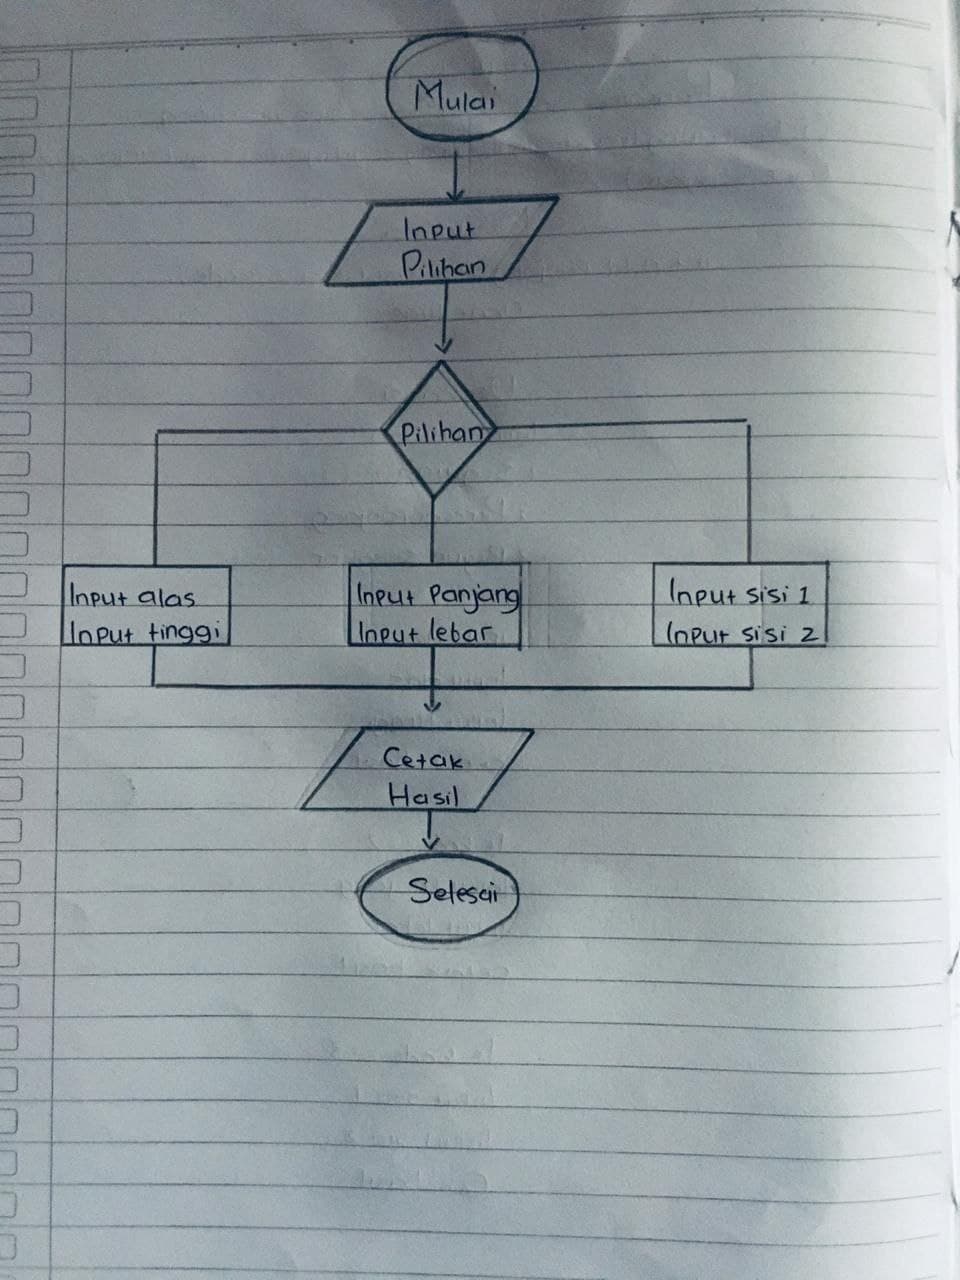 Mulai
Input
Pilihan
Pilihan
Input alas
Input tinggi
Input Panjang
Input lebar
Input sisi 1
Input sisi 2
Cetak
Hasil
Selesai